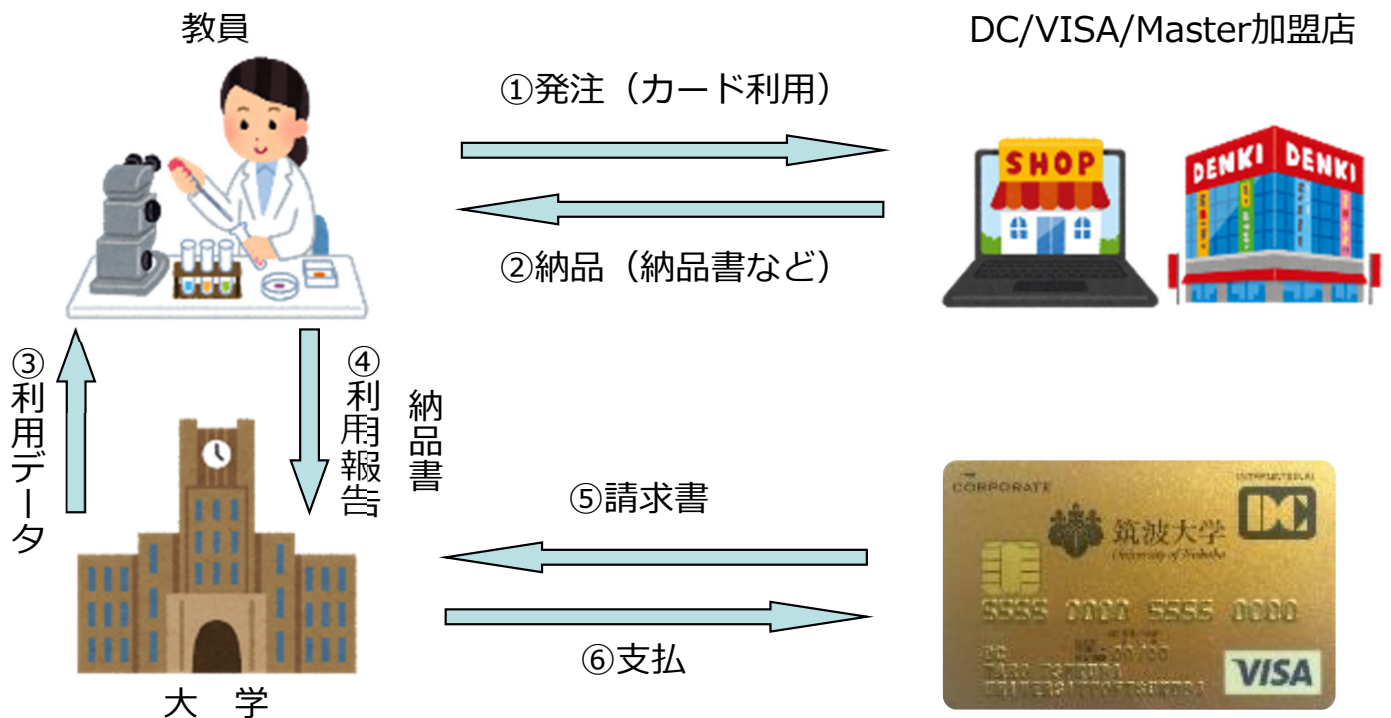 教員
DC/VISA/Master加盟店
①発注（カード利用）
②納品（納品書など）
SHOP
DENKI DENKI
③利用データ
④利用報告
納品書
⑤請求書
⑥支払
大　学
CORPORATE
DC
筑波大学
University of Tsukuba
5555 0000 5555 0000
VISA